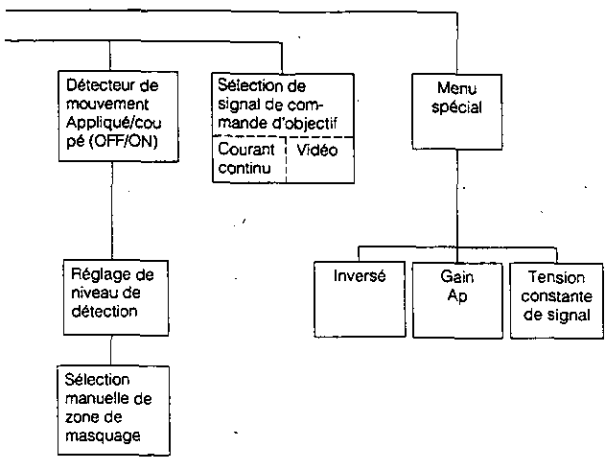 Détecteur de
mouvement
Appliqué/cou
pé (OFF/ON)
Sélection de
signal de com-
mande d'objectif
Courant
continu
Vidéo
Menu
spécial
Réglage de
niveau de
détection
Sélection
manuelle de
zone de
masquage
Inversé
Gain
Ap
Tension
constante
de signal